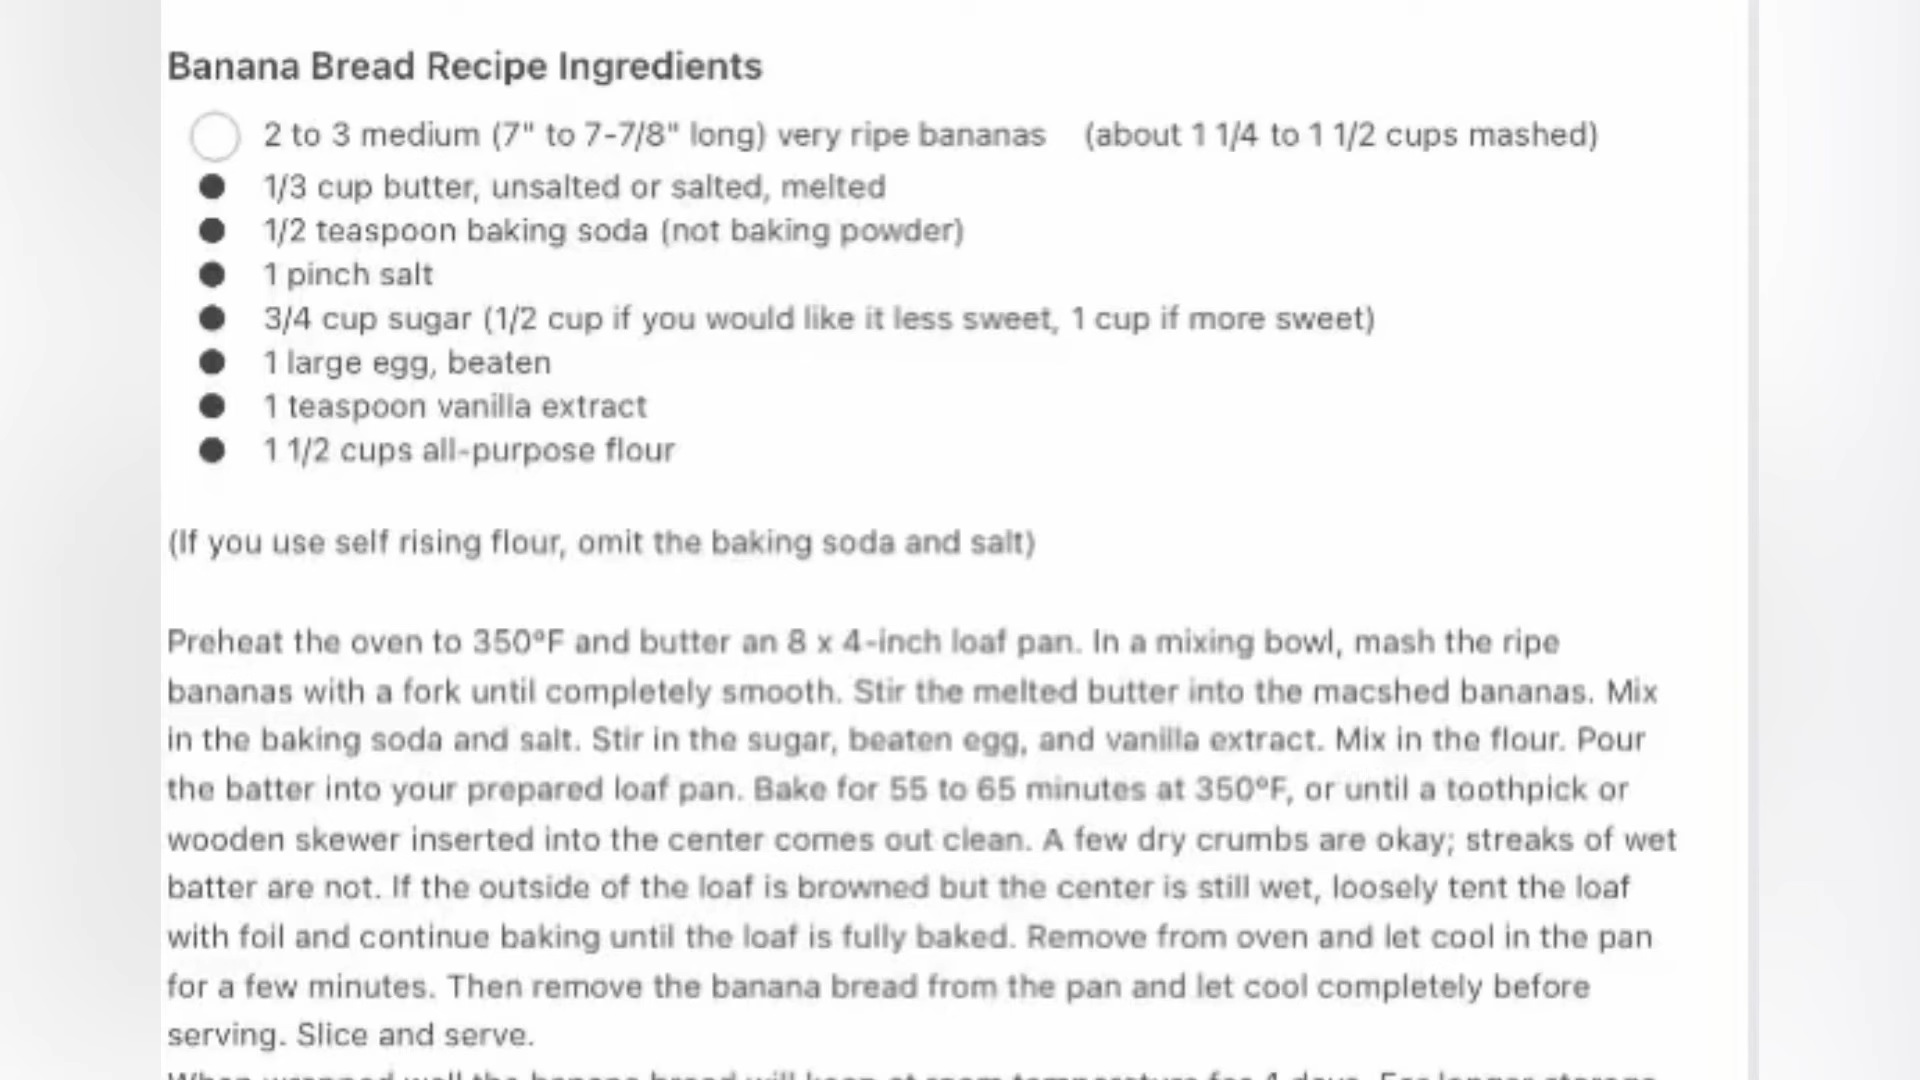 Banana Bread Recipe Ingredients
2 to 3 medium (7" to 7-7/8" long) very ripe bananas (about 1 1/4 to 1 1/2 cups mashed)
1/3 cup butter, unsalted or salted, melted
1/2 teaspoon baking soda (not baking powder)
1 pinch salt
3/4 cup sugar (1/2 cup if you would like it less sweet, 1 cup if more sweet)
1 large egg, beaten
1 teaspoon vanilla extract
1 1/2 cups all-purpose flour
(If you use self rising flour, omit the baking soda and salt)
Preheat the oven to 350°F and butter an 8 x 4-inch loaf pan. In a mixing bowl, mash the ripe
bananas with a fork until completely smooth. Stir the melted butter into the macshed bananas. Mix
in the baking soda and salt. Stir in the sugar, beaten egg, and vanilla extract. Mix in the flour. Pour
the batter into your prepared loaf pan. Bake for 55 to 65 minutes at 350°F, or until a toothpick or
wooden skewer inserted into the center comes out clean. A few dry crumbs are okay; streaks of wet
batter are not. If the outside of the loaf is browned but the center is still wet, loosely tent the loaf
with foil and continue baking until the loaf is fully baked. Remove from oven and let cool in the pan
for a few minutes. Then remove the banana bread from the pan and let cool completely before
serving. Slice and serve.